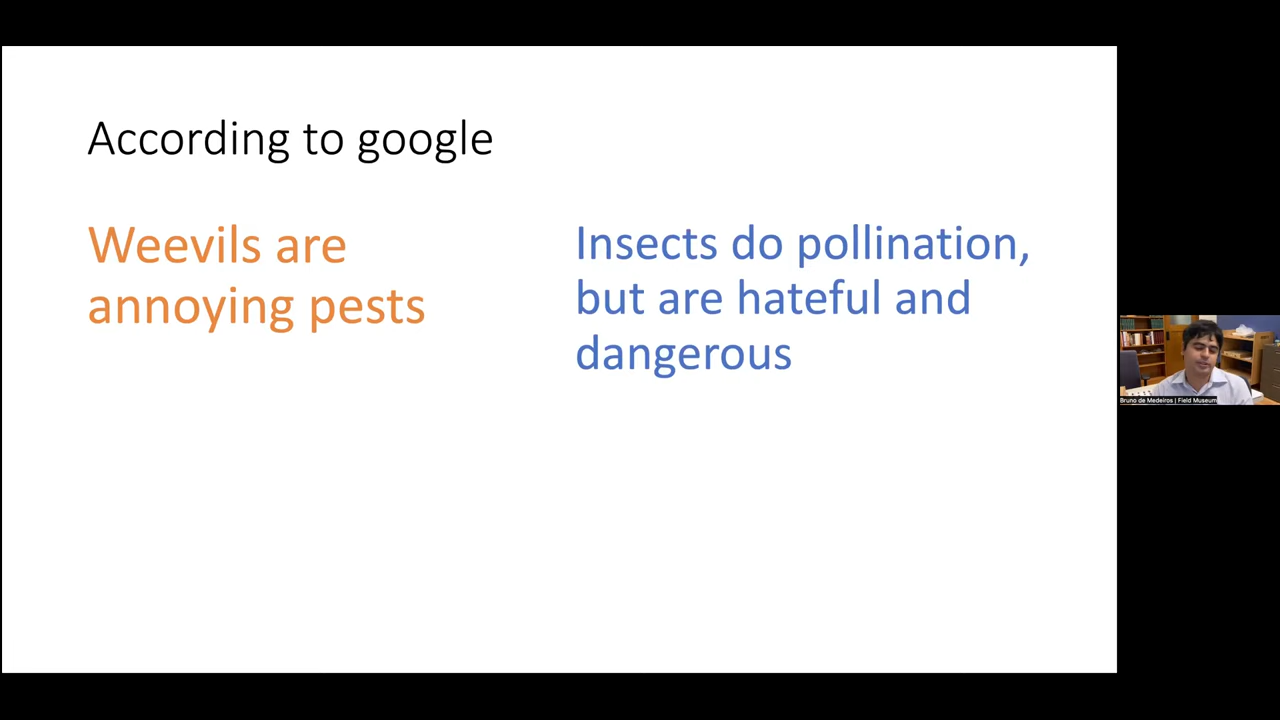 According to google
Weevils are
annoying pests
Insects do pollination,
but are hateful and
dangerous
Bruno de Medeiros | Field Museum